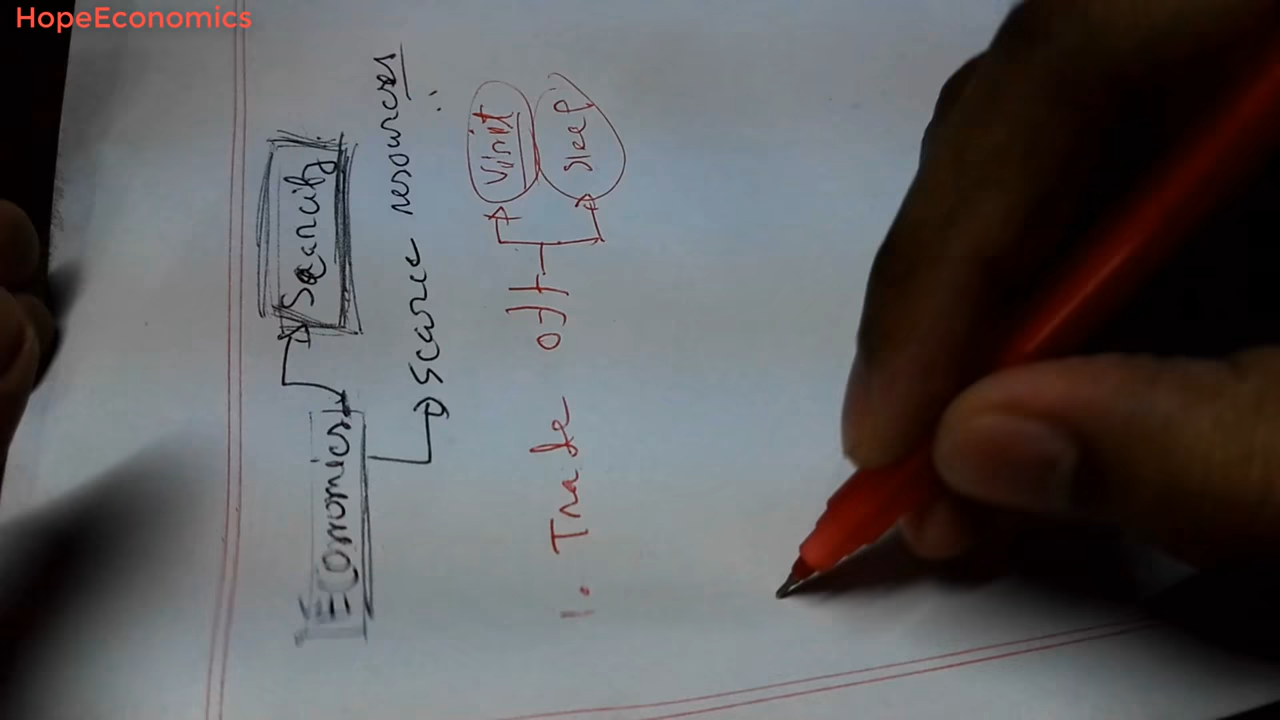 HopeEconomics
Economics
Scarcity
Scarce resources
1. Trade off
Visit
Sleep